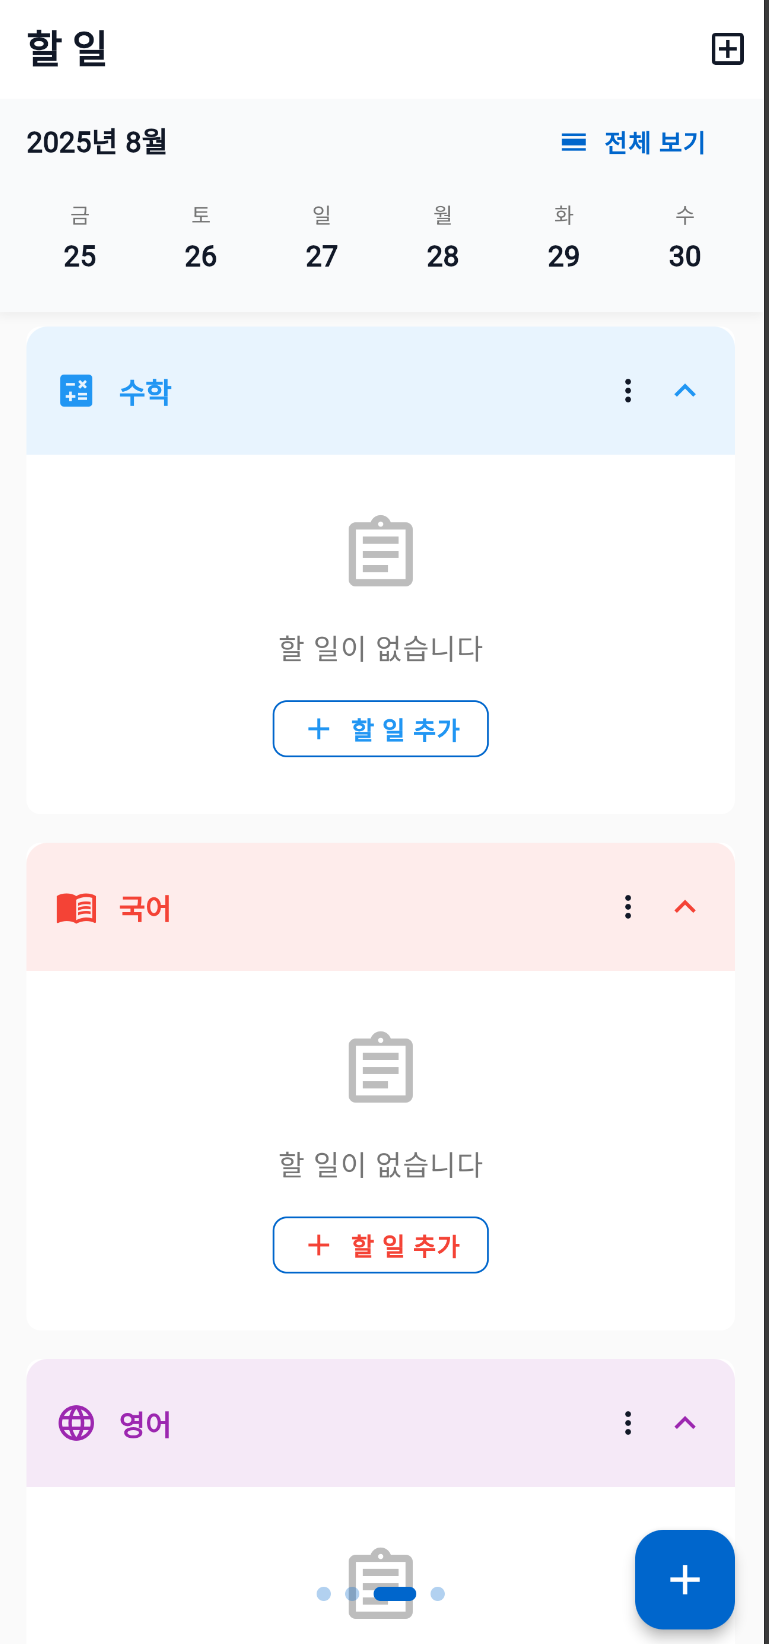 할 일
2025년 8월
전체 보기
금 토 일 월 화 수
25 26 27 28 29 30
수학
할 일이 없습니다
할 일 추가
국어
할 일이 없습니다
할 일 추가
영어